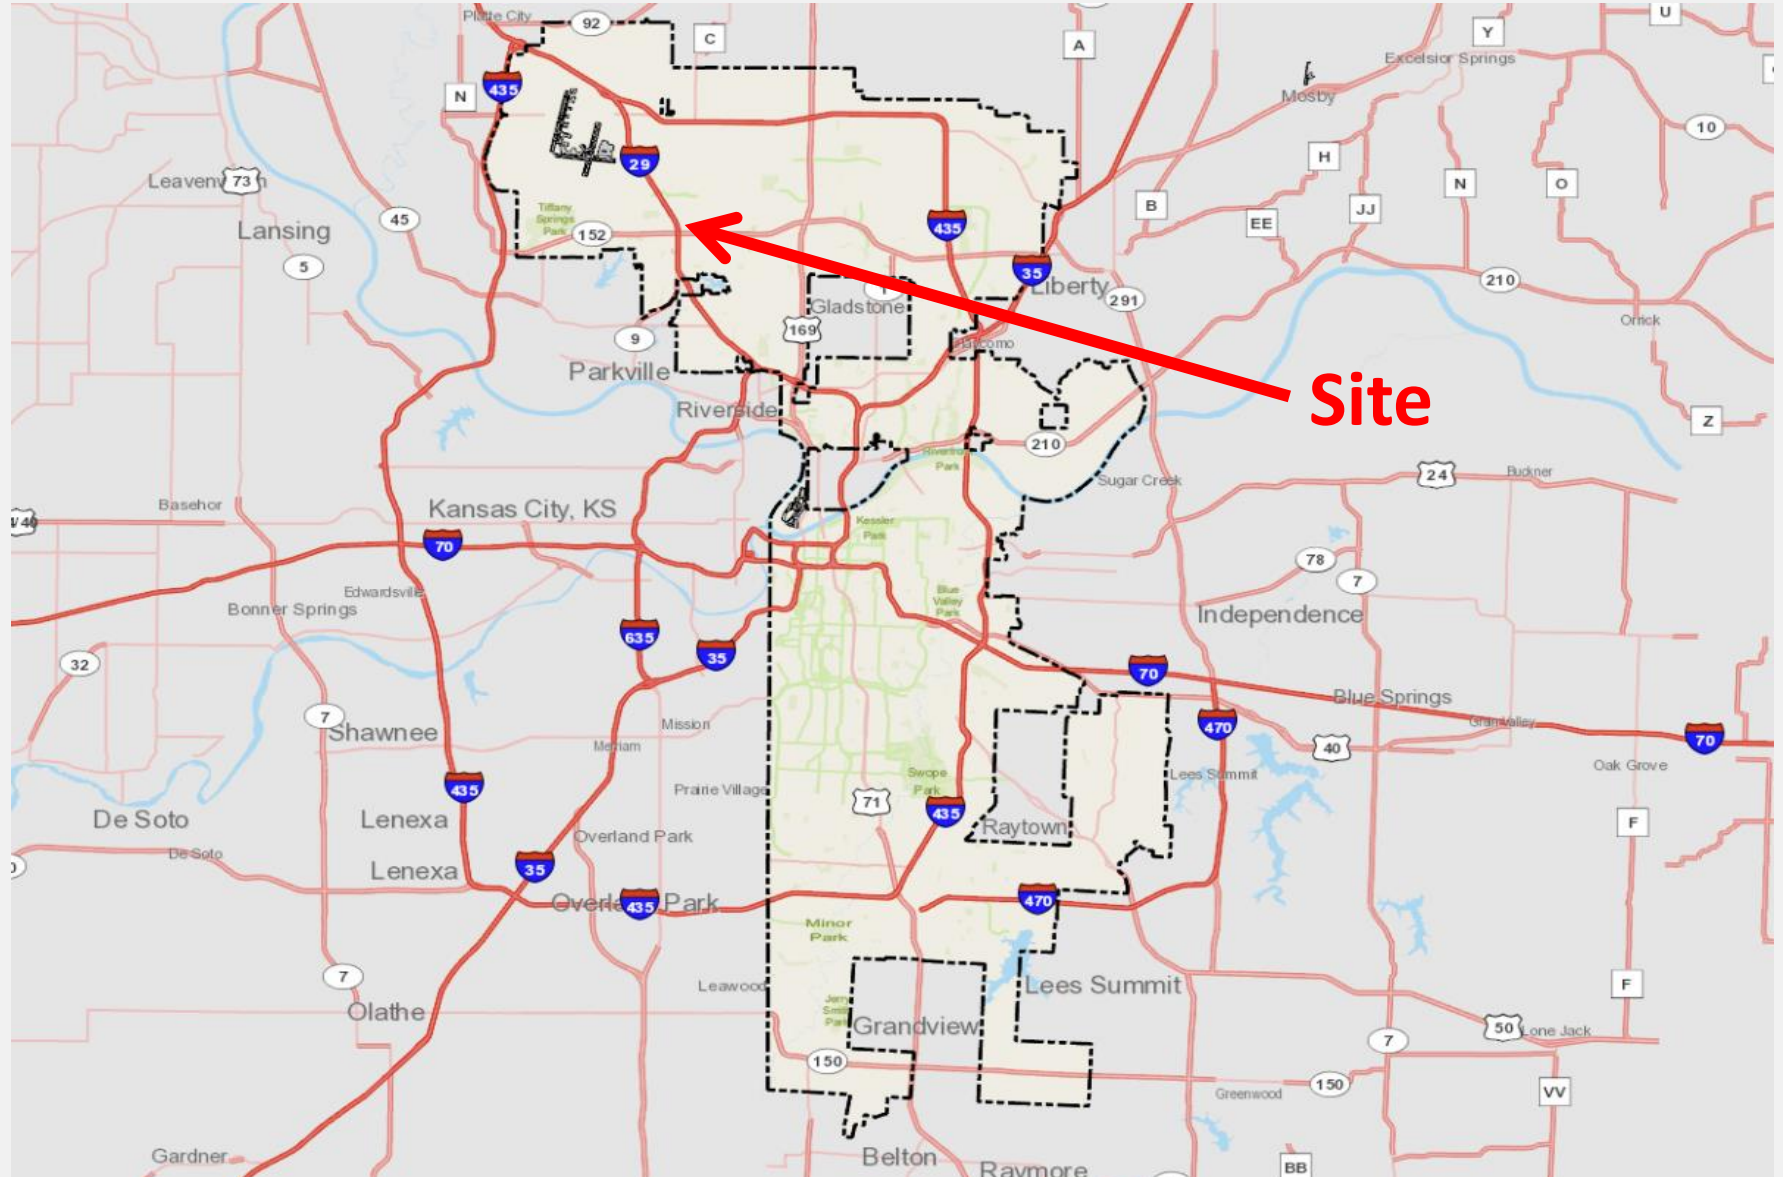 Platte City
92
C
A
U
Y
Excelsior Springs
435
N
Mosby
10
29
H
Leaven
73
N
O
JJ
B
EE
45
Tiffany
Springs
Park
152
435
Lansing
5
35
Liberty
291
210
Gladstone
Orrick
169
9
Parkville
Riverside
Site
Z
210
Park
24
Buckner
Sugar Creek
Basehor
Kansas City, KS
Kessler
Park
70
78
7
Edwardsville
Bonner Springs
Blue
Valley
Park
Independence
635
35
32
70
Blue Springs
7
Shawnee
Mission
470
Grain Valley
40
70
Oak Grove
Swope
Park
Lees Summit
435
Prairie Village
71
435
Raytown
De Soto
Lenexa
Overland Park
F
De Soto
Lenexa
35
Overland Park
435
470
Minor
Park
7
Leawood
Lees Summit
F
Jerry
Smith
Park
Olathe
Grandview
50
Lone Jack
7
150
150
Greenwood
VV
Gardner
Belton
Raymore
BB